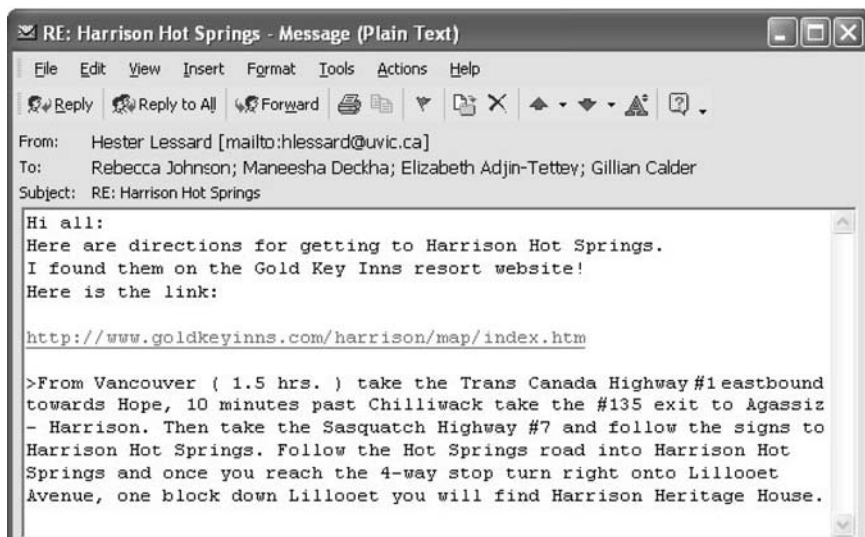 RE: Harrison Hot Springs - Message (Plain Text)
File Edit View Insert Format Tools Actions Help
Reply Reply to All Forward
From: Hester Lessard [mailto:hlessard@uvic.ca]
To: Rebecca Johnson; Maneesha Deckha; Elizabeth Adjin-Tettey; Gillian Calder
Subject: RE: Harrison Hot Springs
Hi all:
Here are directions for getting to Harrison Hot Springs.
I found them on the Gold Key Inns resort website!
Here is the link:
http://www.goldkeyinns.com/harrison/map/index.htm
>From Vancouver ( 1.5 hrs. ) take the Trans Canada Highway #1 eastbound
towards Hope, 10 minutes past Chilliwack take the #135 exit to Agassiz
- Harrison. Then take the Sasquatch Highway #7 and follow the signs to
Harrison Hot Springs. Follow the Hot Springs road into Harrison Hot
Springs and once you reach the 4-way stop turn right onto Lillooet
Avenue, one block down Lillooet you will find Harrison Heritage House.